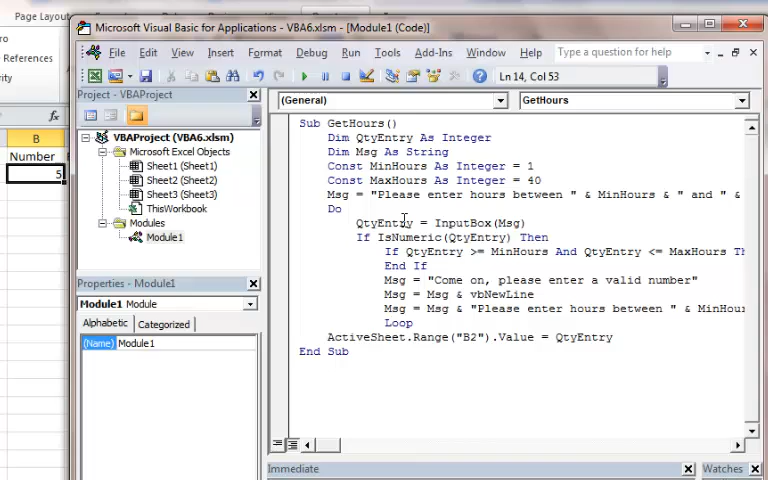 Page Layou
Microsoft Visual Basic for Applications - VBA6.xlsm - [Module1 (Code)]
ro
References
rity
File Edit View Insert Format Debug Run Tools Add-Ins Window Help Type a question for help
Ln 14, Col 53
Project - VBAProject
(General)
GetHours
fx
B
Number
5
VBAProject (VBA6.xlsm)
Microsoft Excel Objects
Sheet1 (Sheet1)
Sheet2 (Sheet2)
Sheet3 (Sheet3)
ThisWorkbook
Modules
Module1
Properties - Module1
Module1 Module
Alphabetic Categorized
(Name) Module1
Sub GetHours()
Dim QtyEntry As Integer
Dim Msg As String
Const MinHours As Integer = 1
Const MaxHours As Integer = 40
Msg = "Please enter hours between " & MinHours & " and " &
Do
QtyEntry = InputBox(Msg)
If IsNumeric(QtyEntry) Then
If QtyEntry >= MinHours And QtyEntry <= MaxHours Th
End If
Msg = "Come on, please enter a valid number"
Msg = Msg & vbNewLine
Msg = Msg & "Please enter hours between " & MinHou
Loop
ActiveSheet.Range("B2").Value = QtyEntry
End Sub
Immediate
Watches